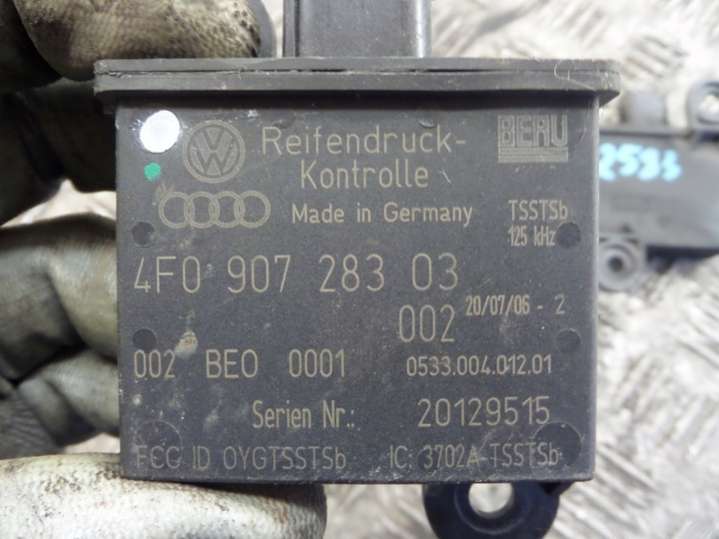 Reifendruck-
Kontrolle
BERU
Made in Germany
TSSTSb
125 kHz
4F0 907 283 03
002
20/07/06 - 2
002 BEO 0001
0533.004.012.01
Serien Nr.: 20129515
FCC ID OYGTSSTSb IC: 3702A-TSSTSb